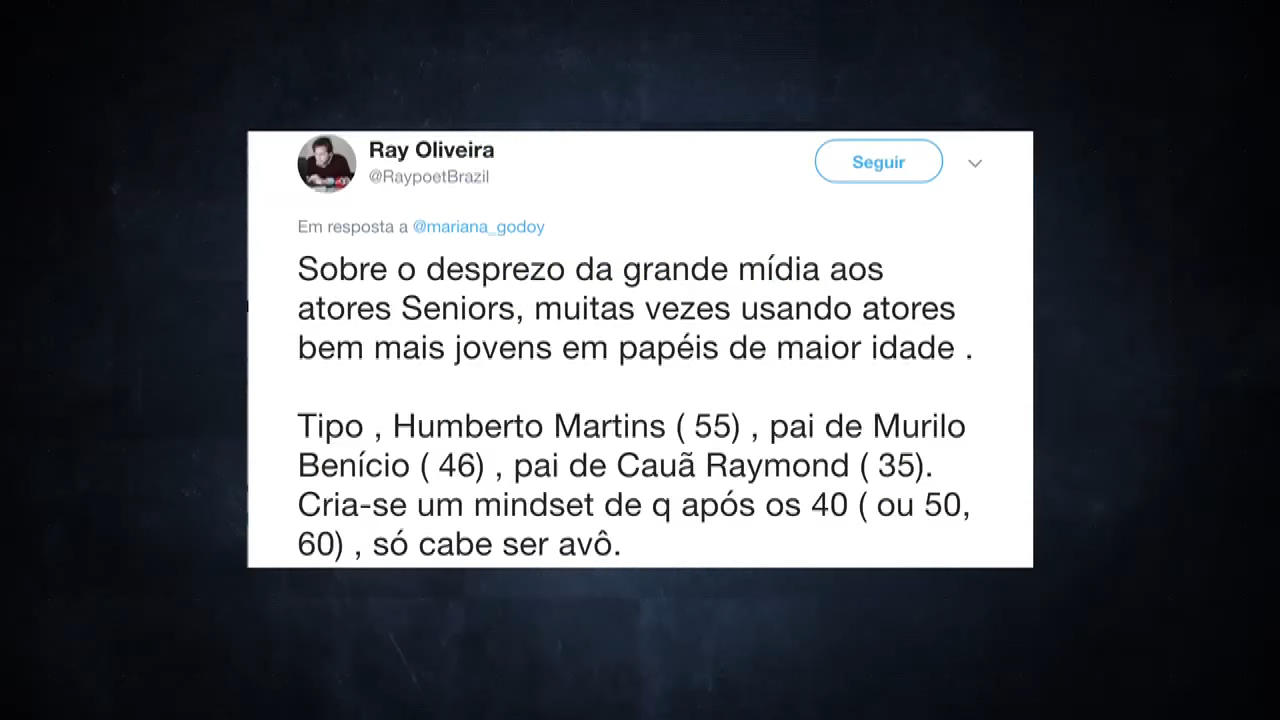 Ray Oliveira
@RaypoetBrazil
Seguir
Em resposta a @mariana_godoy
Sobre o desprezo da grande mídia aos
atores Seniors, muitas vezes usando atores
bem mais jovens em papéis de maior idade .
Tipo , Humberto Martins ( 55) , pai de Murilo
Benício ( 46) , pai de Cauã Raymond ( 35).
Cria-se um mindset de q após os 40 ( ou 50,
60) , só cabe ser avô.